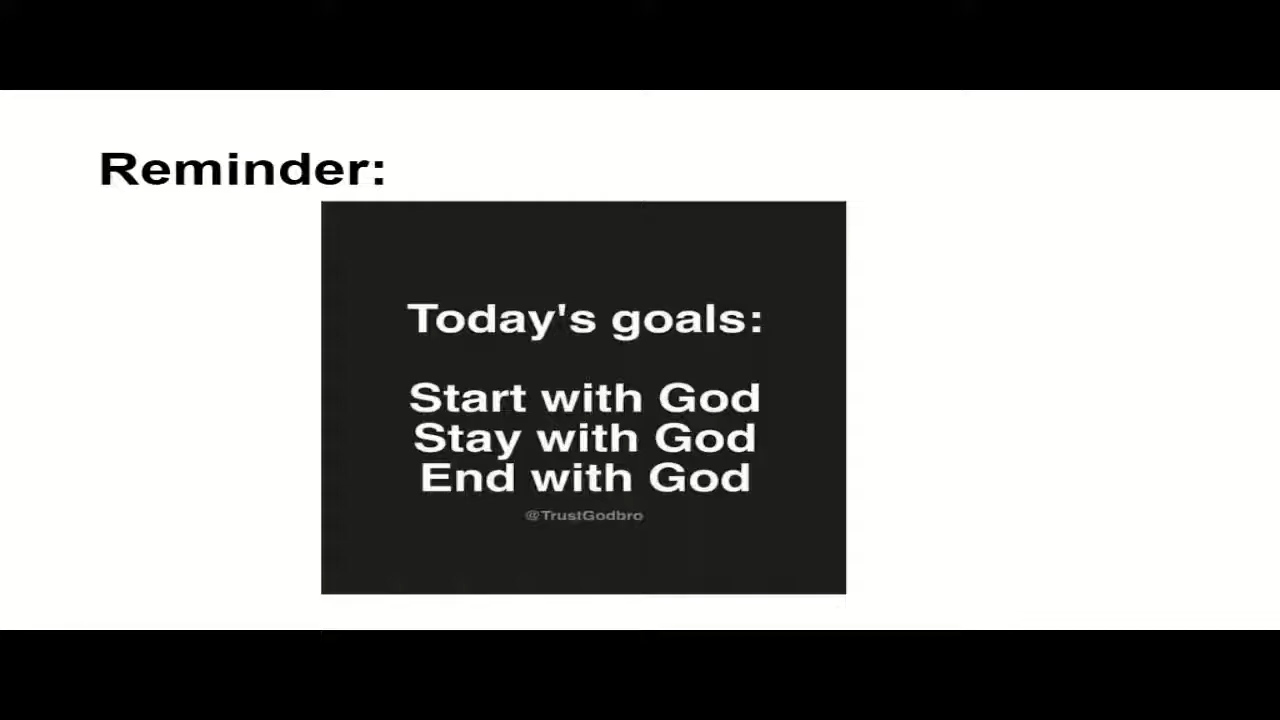 Reminder:
Today's goals:
Start with God
Stay with God
End with God
@TrustGodbro